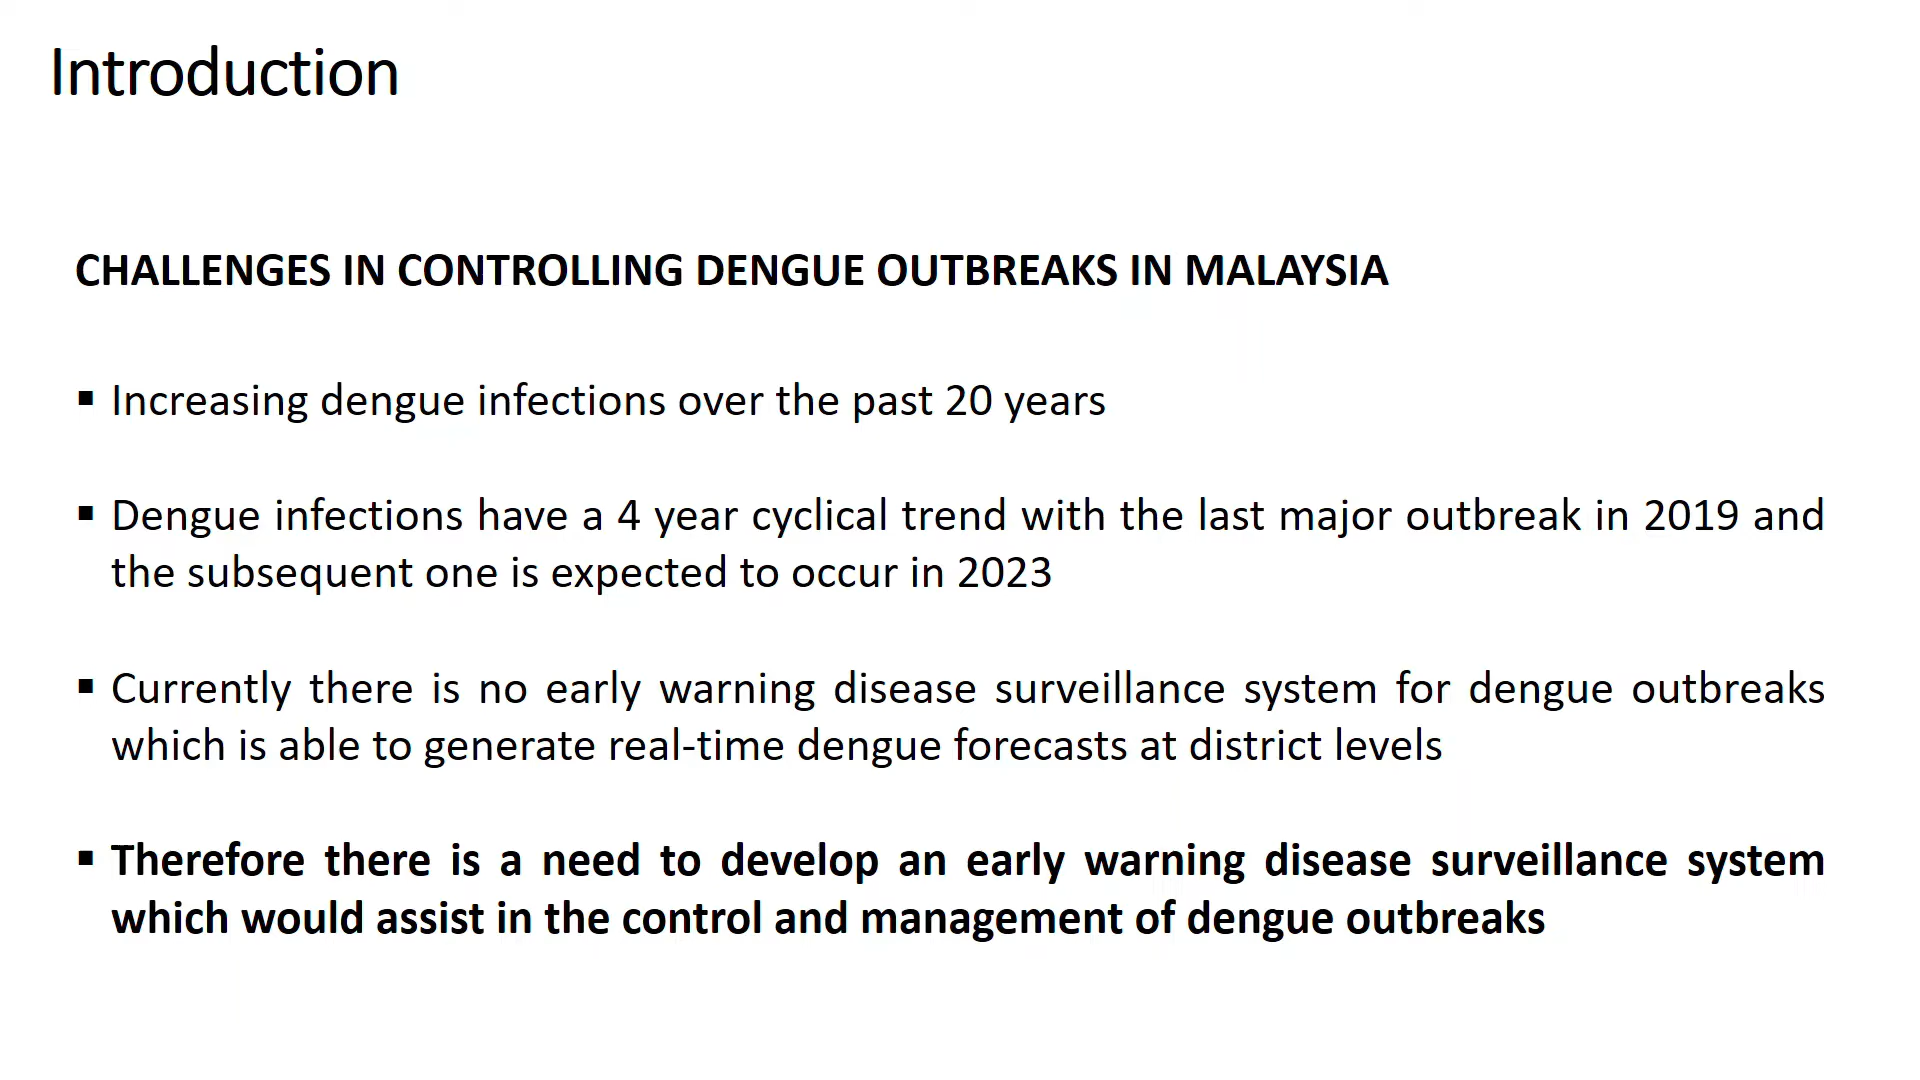 Introduction
CHALLENGES IN CONTROLLING DENGUE OUTBREAKS IN MALAYSIA
▪ Increasing dengue infections over the past 20 years
▪ Dengue infections have a 4 year cyclical trend with the last major outbreak in 2019 and
the subsequent one is expected to occur in 2023
▪ Currently there is no early warning disease surveillance system for dengue outbreaks
which is able to generate real-time dengue forecasts at district levels
▪ Therefore there is a need to develop an early warning disease surveillance system
which would assist in the control and management of dengue outbreaks